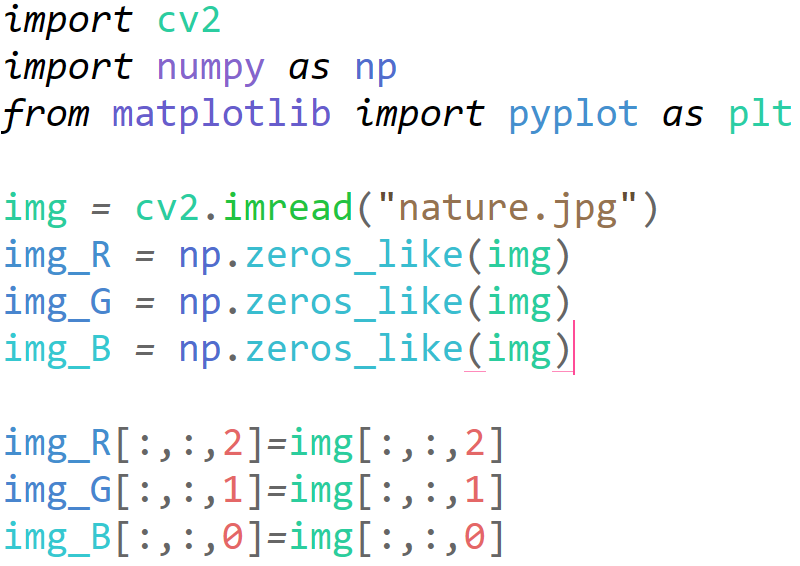 import cv2
import numpy as np
from matplotlib import pyplot as plt
img = cv2.imread("nature.jpg")
img_R = np.zeros_like(img)
img_G = np.zeros_like(img)
img_B = np.zeros_like(img)
img_R[:,:,2]=img[:,:,2]
img_G[:,:,1]=img[:,:,1]
img_B[:,:,0]=img[:,:,0]